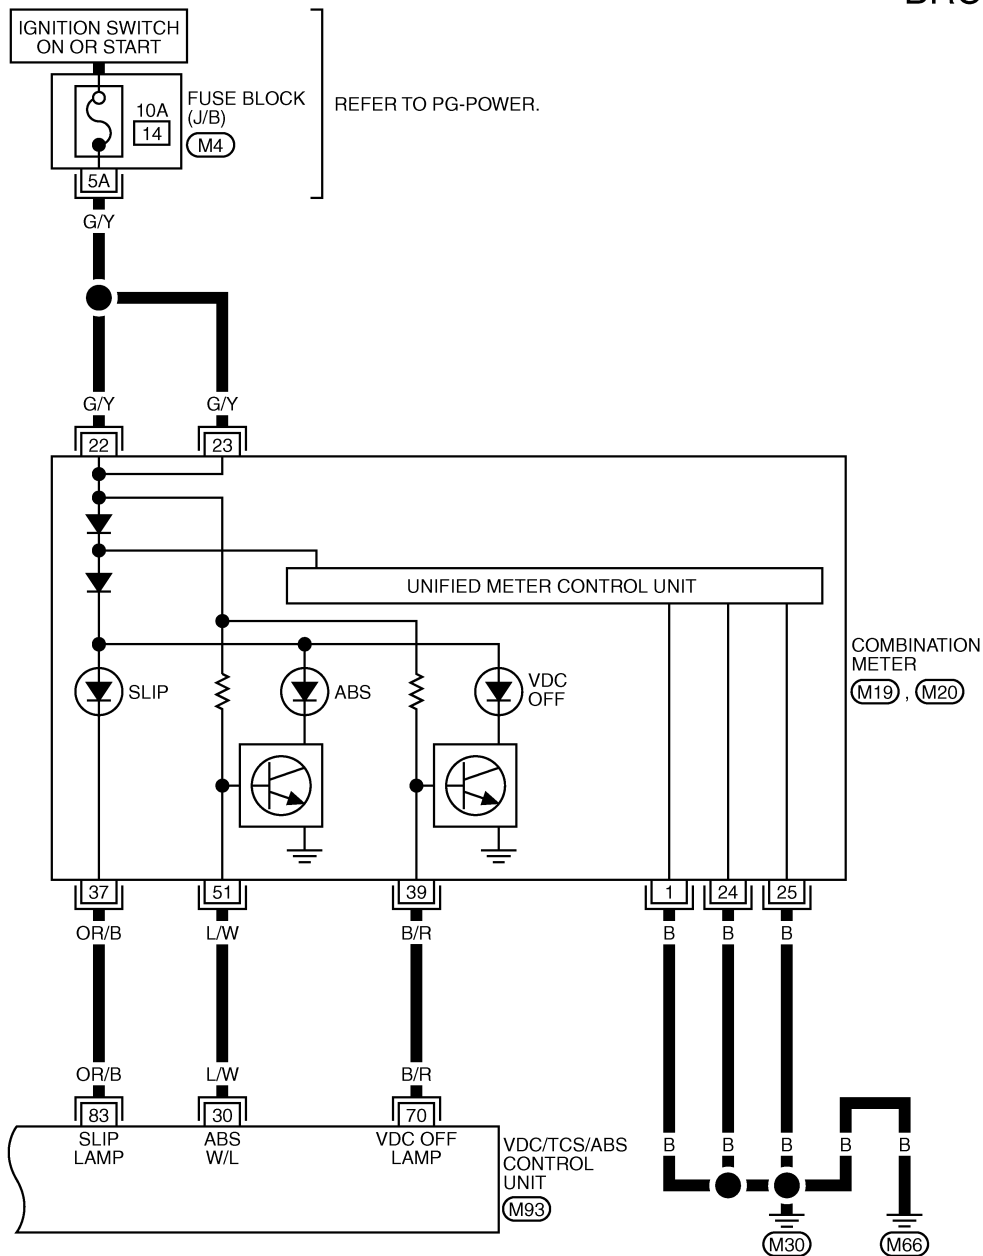 IGNITION SWITCH
ON OR START
10A
14
FUSE BLOCK
(J/B)
M4
REFER TO PG-POWER.
5A
G/Y
G/Y
G/Y
22
23
UNIFIED METER CONTROL UNIT
COMBINATION
METER
M19 , M20
SLIP
ABS
VDC
OFF
37
51
39
1
24
25
OR/B
L/W
B/R
B
B
B
OR/B
L/W
B/R
83
30
70
SLIP
LAMP
ABS
W/L
VDC OFF
LAMP
VDC/TCS/ABS
CONTROL
UNIT
M93
B
B
B
B
B
M30
M66